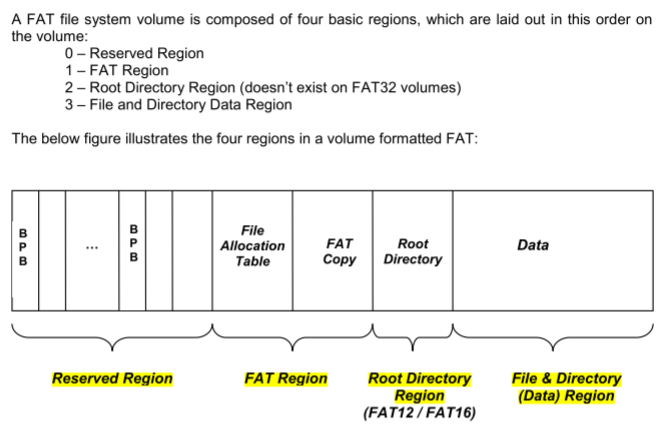 A FAT file system volume is composed of four basic regions, which are laid out in this order on
the volume:
0 – Reserved Region
1 – FAT Region
2 – Root Directory Region (doesn't exist on FAT32 volumes)
3 – File and Directory Data Region
The below figure illustrates the four regions in a volume formatted FAT:
B
P
B
...
B
P
B
File
Allocation
Table
FAT
Copy
Root
Directory
Data
Reserved Region
FAT Region
Root Directory
Region
(FAT12 / FAT16)
File & Directory
(Data) Region